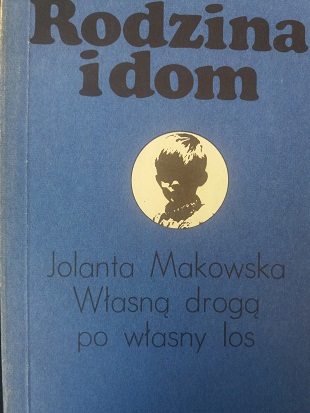 Rodzina
i dom
Jolanta Makowska
Własną drogą
po własny los